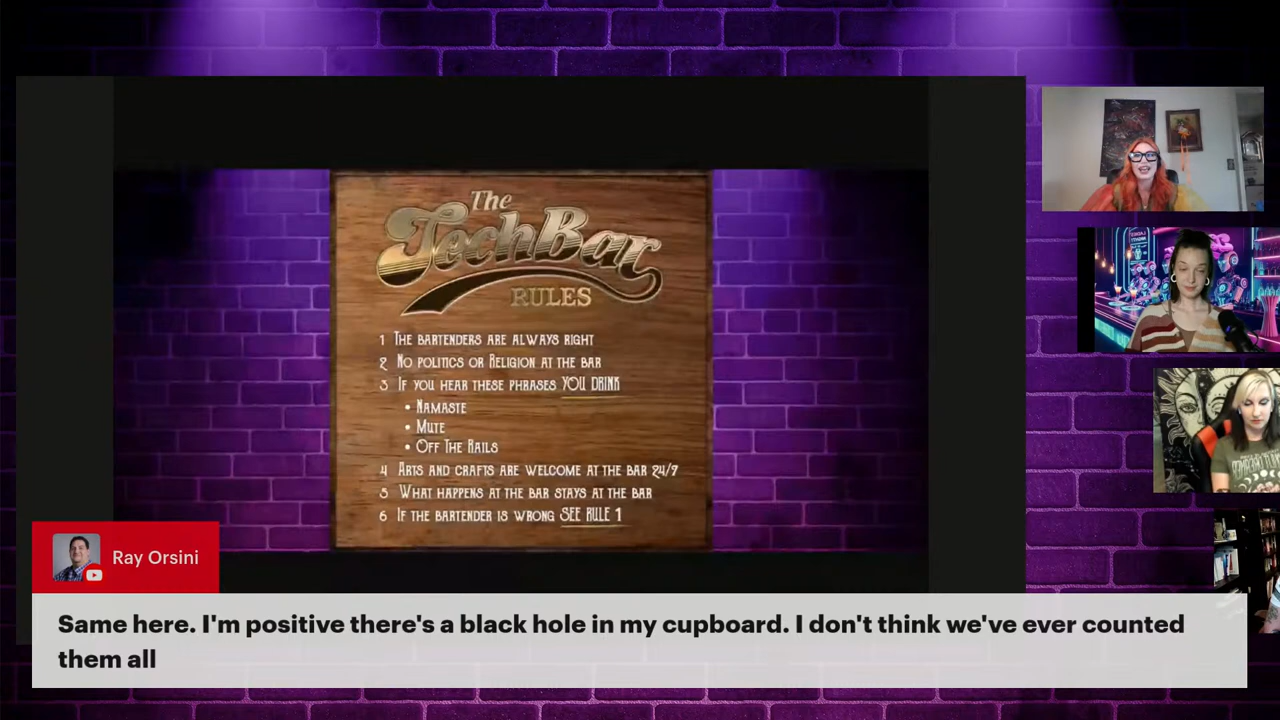 The
TechBar
RULES
1 The bartenders are always right
2 No politics or Religion at the bar
3 If you hear these phrases YOU DRINK
• Namaste
• Mute
• Off The Rails
4 Arts and crafts are welcome at the bar 24/7
5 What happens at the bar stays at the bar
6 If the bartender is wrong SEE RULE 1
Ray Orsini
Same here. I'm positive there's a black hole in my cupboard. I don't think we've ever counted
them all